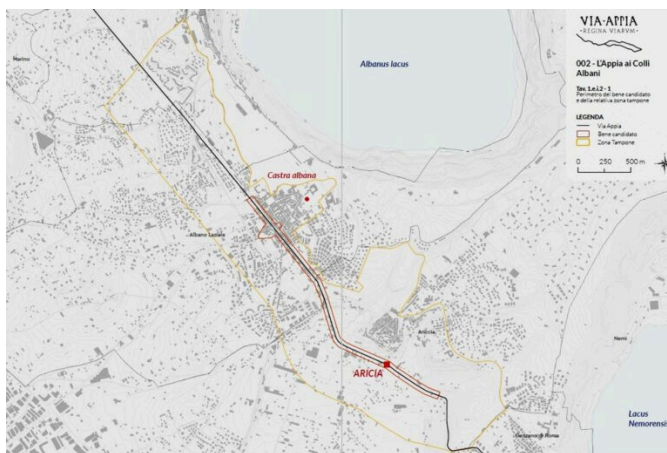 VIA·APPIA
·REGINA VIARVM·
002 - L'Appia ai Colli
Albani
Tav. 1.e.i.2 - 1
Perimetro del bene candidato
e della relativa zona tampone
LEGENDA
Via Appia
Bene candidato
Zona Tampone
0 250 500 m
Albanus lacus
Marino
Castra albana
Albano Laziale
Ariccia
Nemi
ARICIA
Lacus
Nemorensis
Genzano di Roma